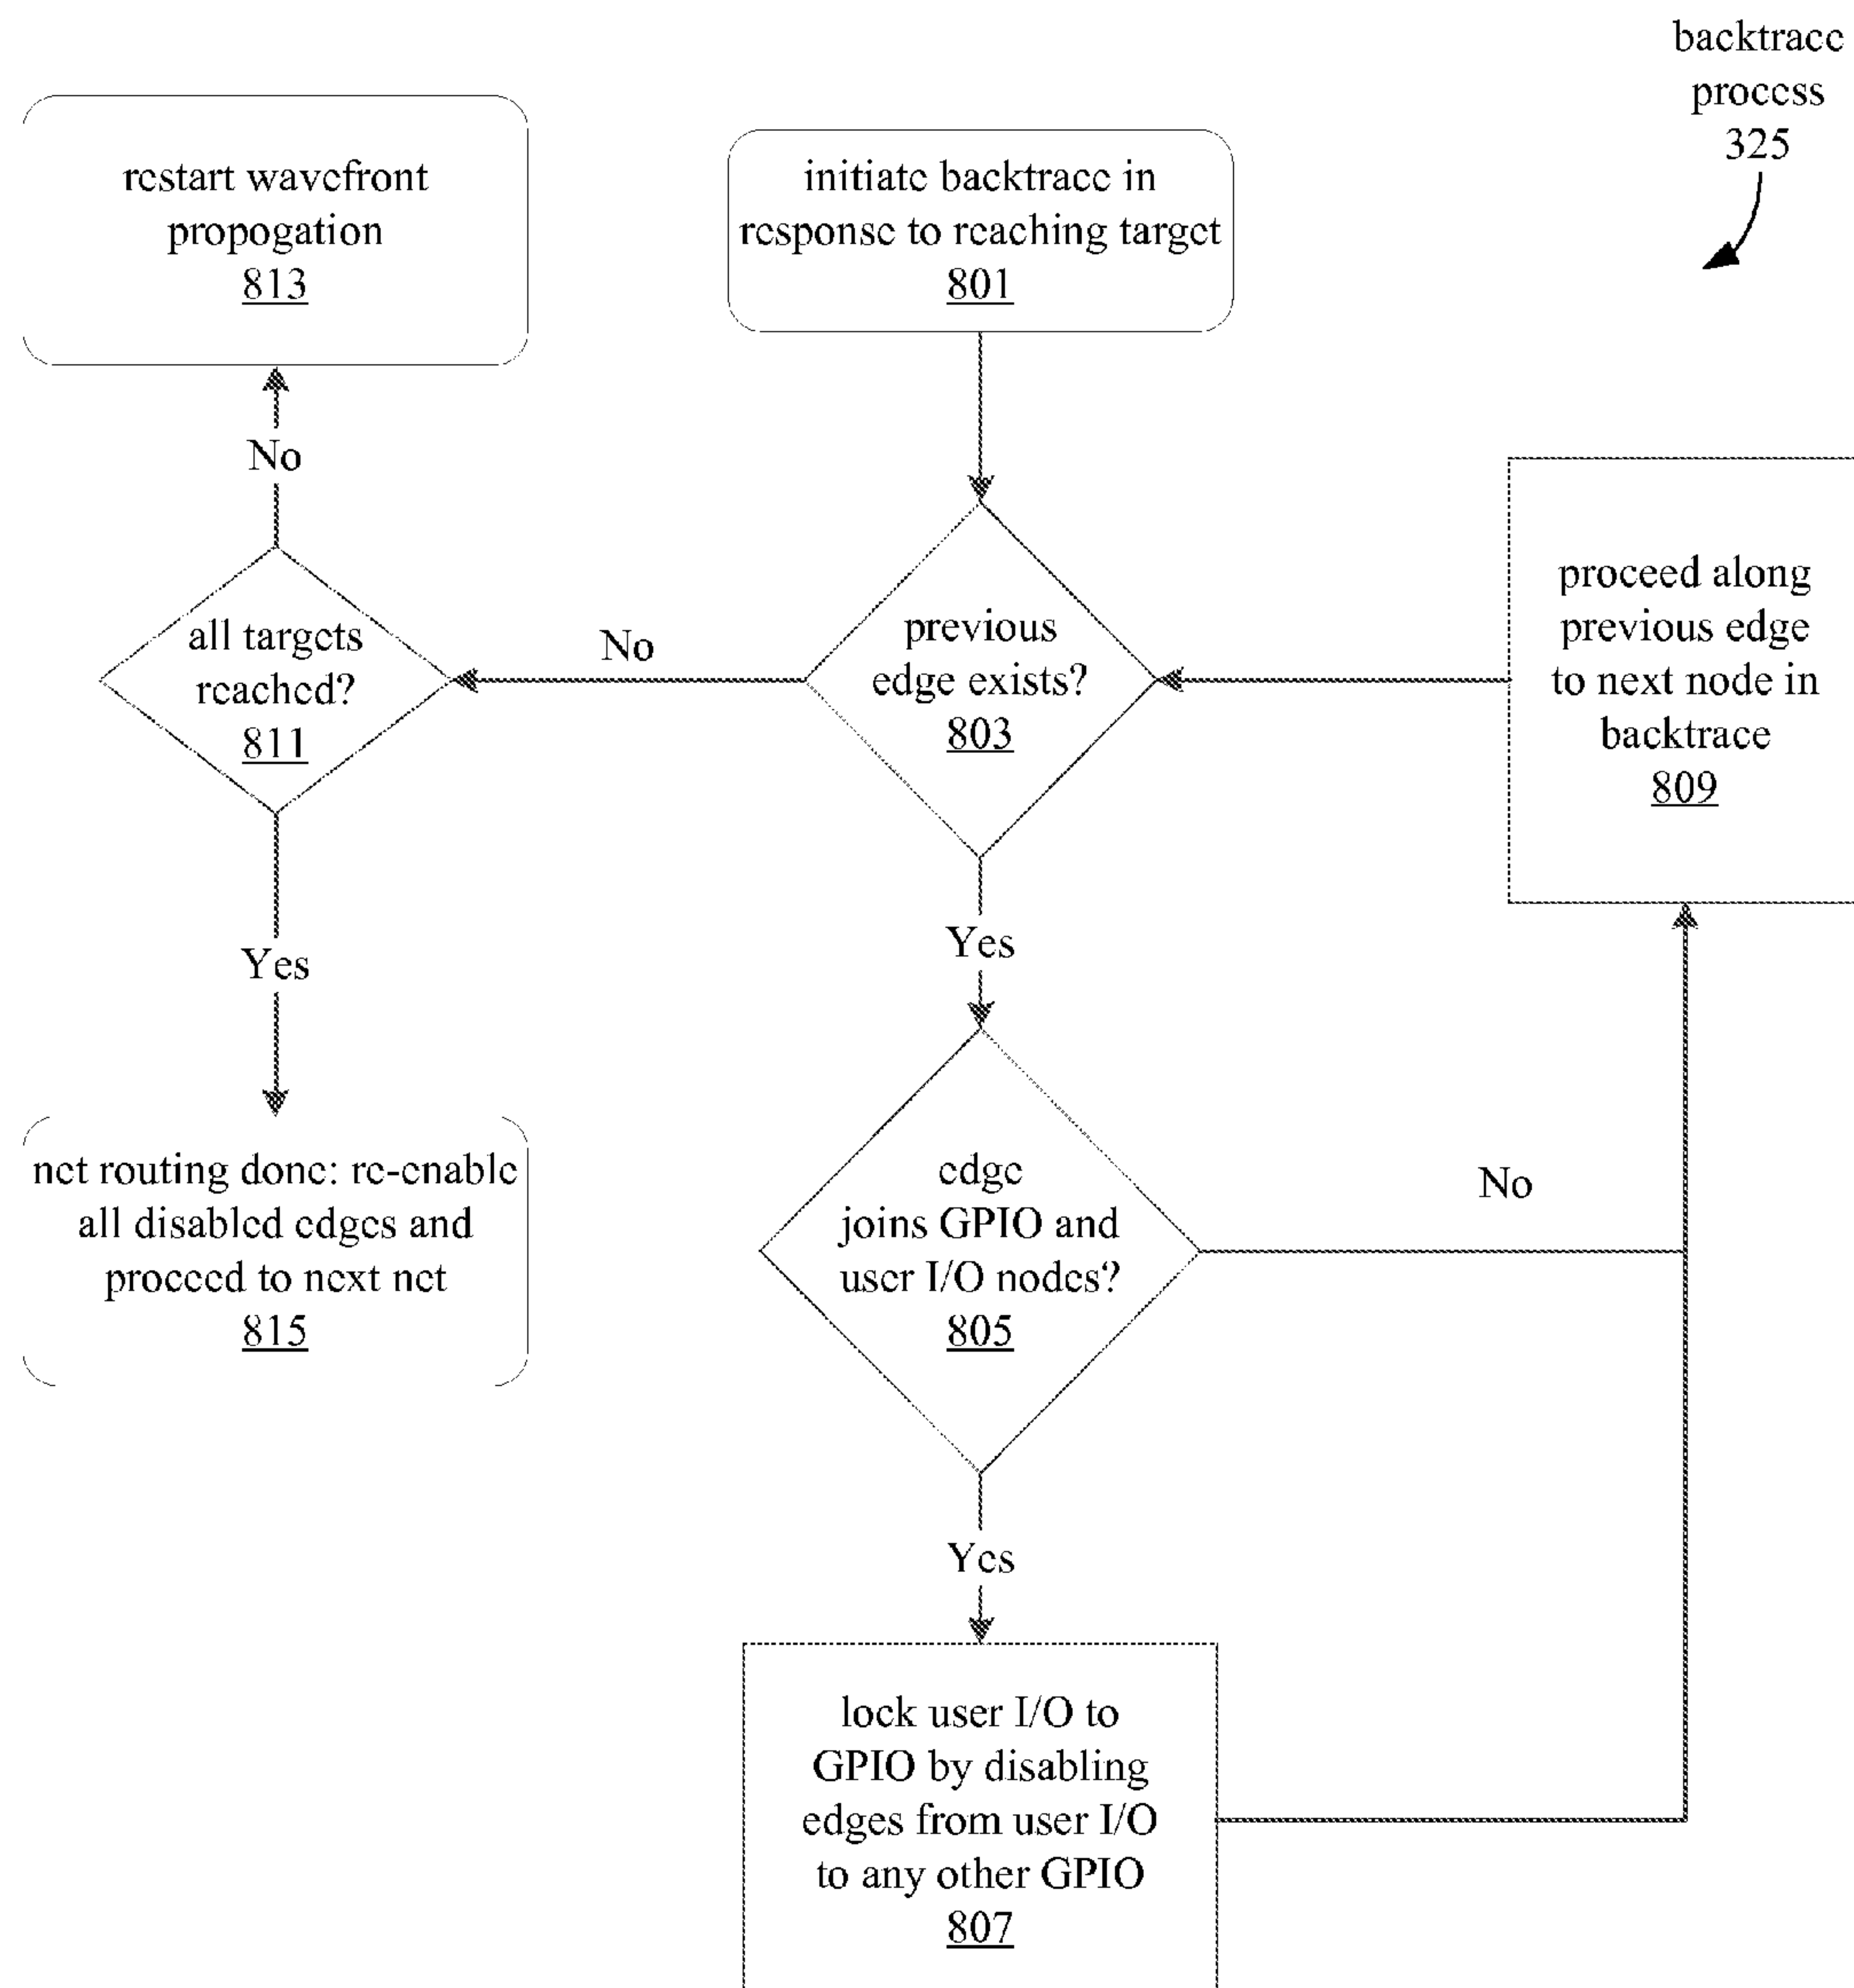 backtrace
process
325
restart wavefront
propogation
813
initiate backtrace in
response to reaching target
801
No
all targets
reached?
811
No
previous
edge exists?
803
proceed along
previous edge
to next node in
backtrace
809
Yes
Yes
net routing done: re-enable
all disabled edges and
proceed to next net
815
edge
joins GPIO and
user I/O nodes?
805
No
Yes
lock user I/O to
GPIO by disabling
edges from user I/O
to any other GPIO
807